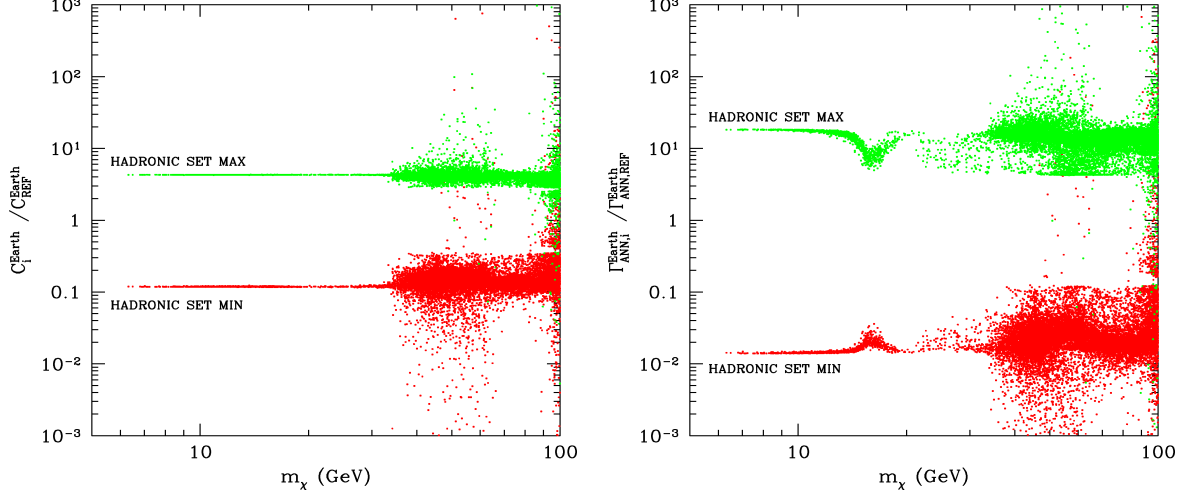 10³
10²
10¹
1
0.1
10⁻²
10⁻³
C_i^Earth / C_REF^Earth
HADRONIC SET MAX
HADRONIC SET MIN
10
100
m_χ (GeV)
10³
10²
10¹
1
0.1
10⁻²
10⁻³
Γ_ANN,i^Earth / Γ_ANN,REF^Earth
HADRONIC SET MAX
HADRONIC SET MIN
10
100
m_χ (GeV)